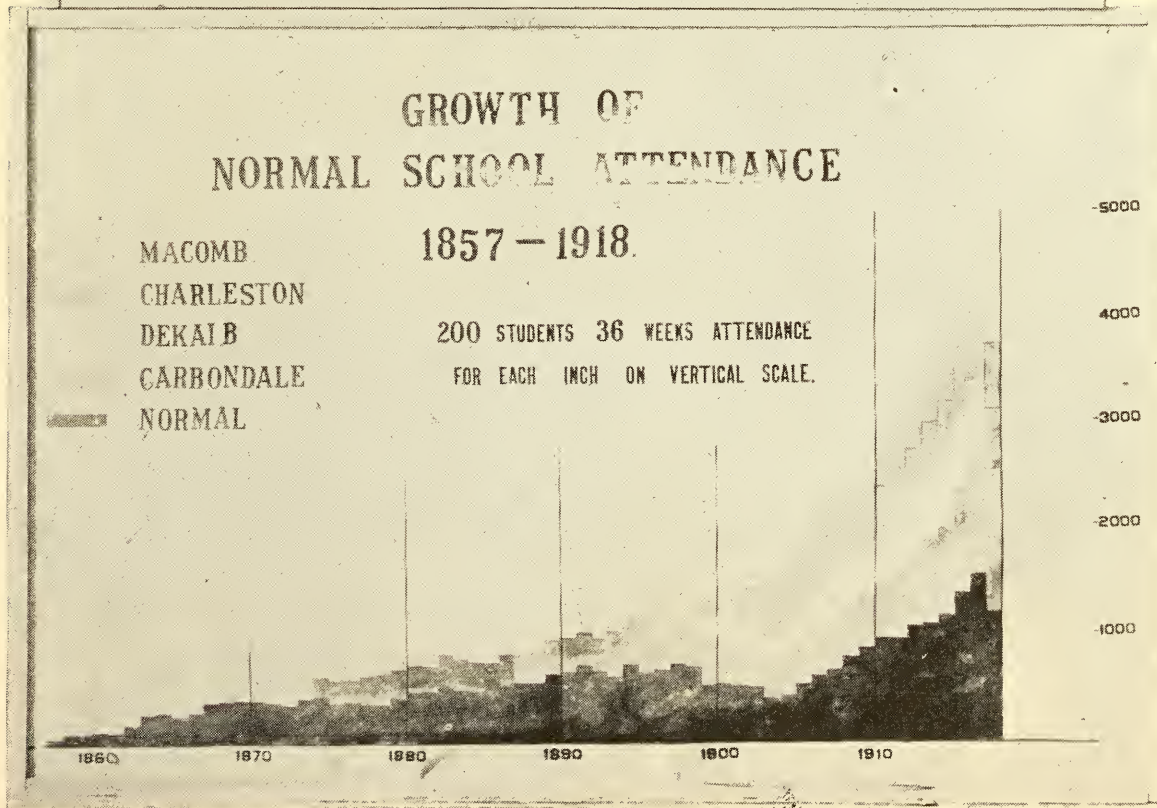 GROWTH OF
NORMAL SCHOOL ATTENDANCE
1857–1918.
MACOMB
CHARLESTON
DEKALB
CARBONDALE
NORMAL
200 STUDENTS 36 WEEKS ATTENDANCE
FOR EACH INCH ON VERTICAL SCALE.
-5000
4000
-3000
-2000
-1000
1860 1870 1880 1890 1900 1910